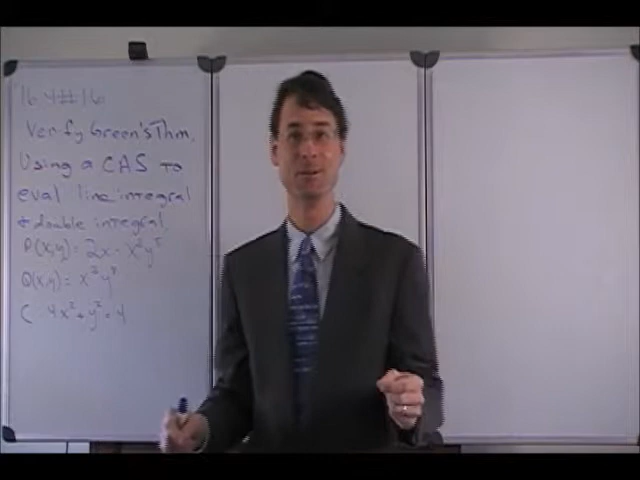 16.4#16
Verify Green's Thm,
Using a CAS to
eval line integral
+ double integral.
P(x,y) = 2x - x³y⁵
Q(x,y) = x³y⁸
C 4x² + y² = 4